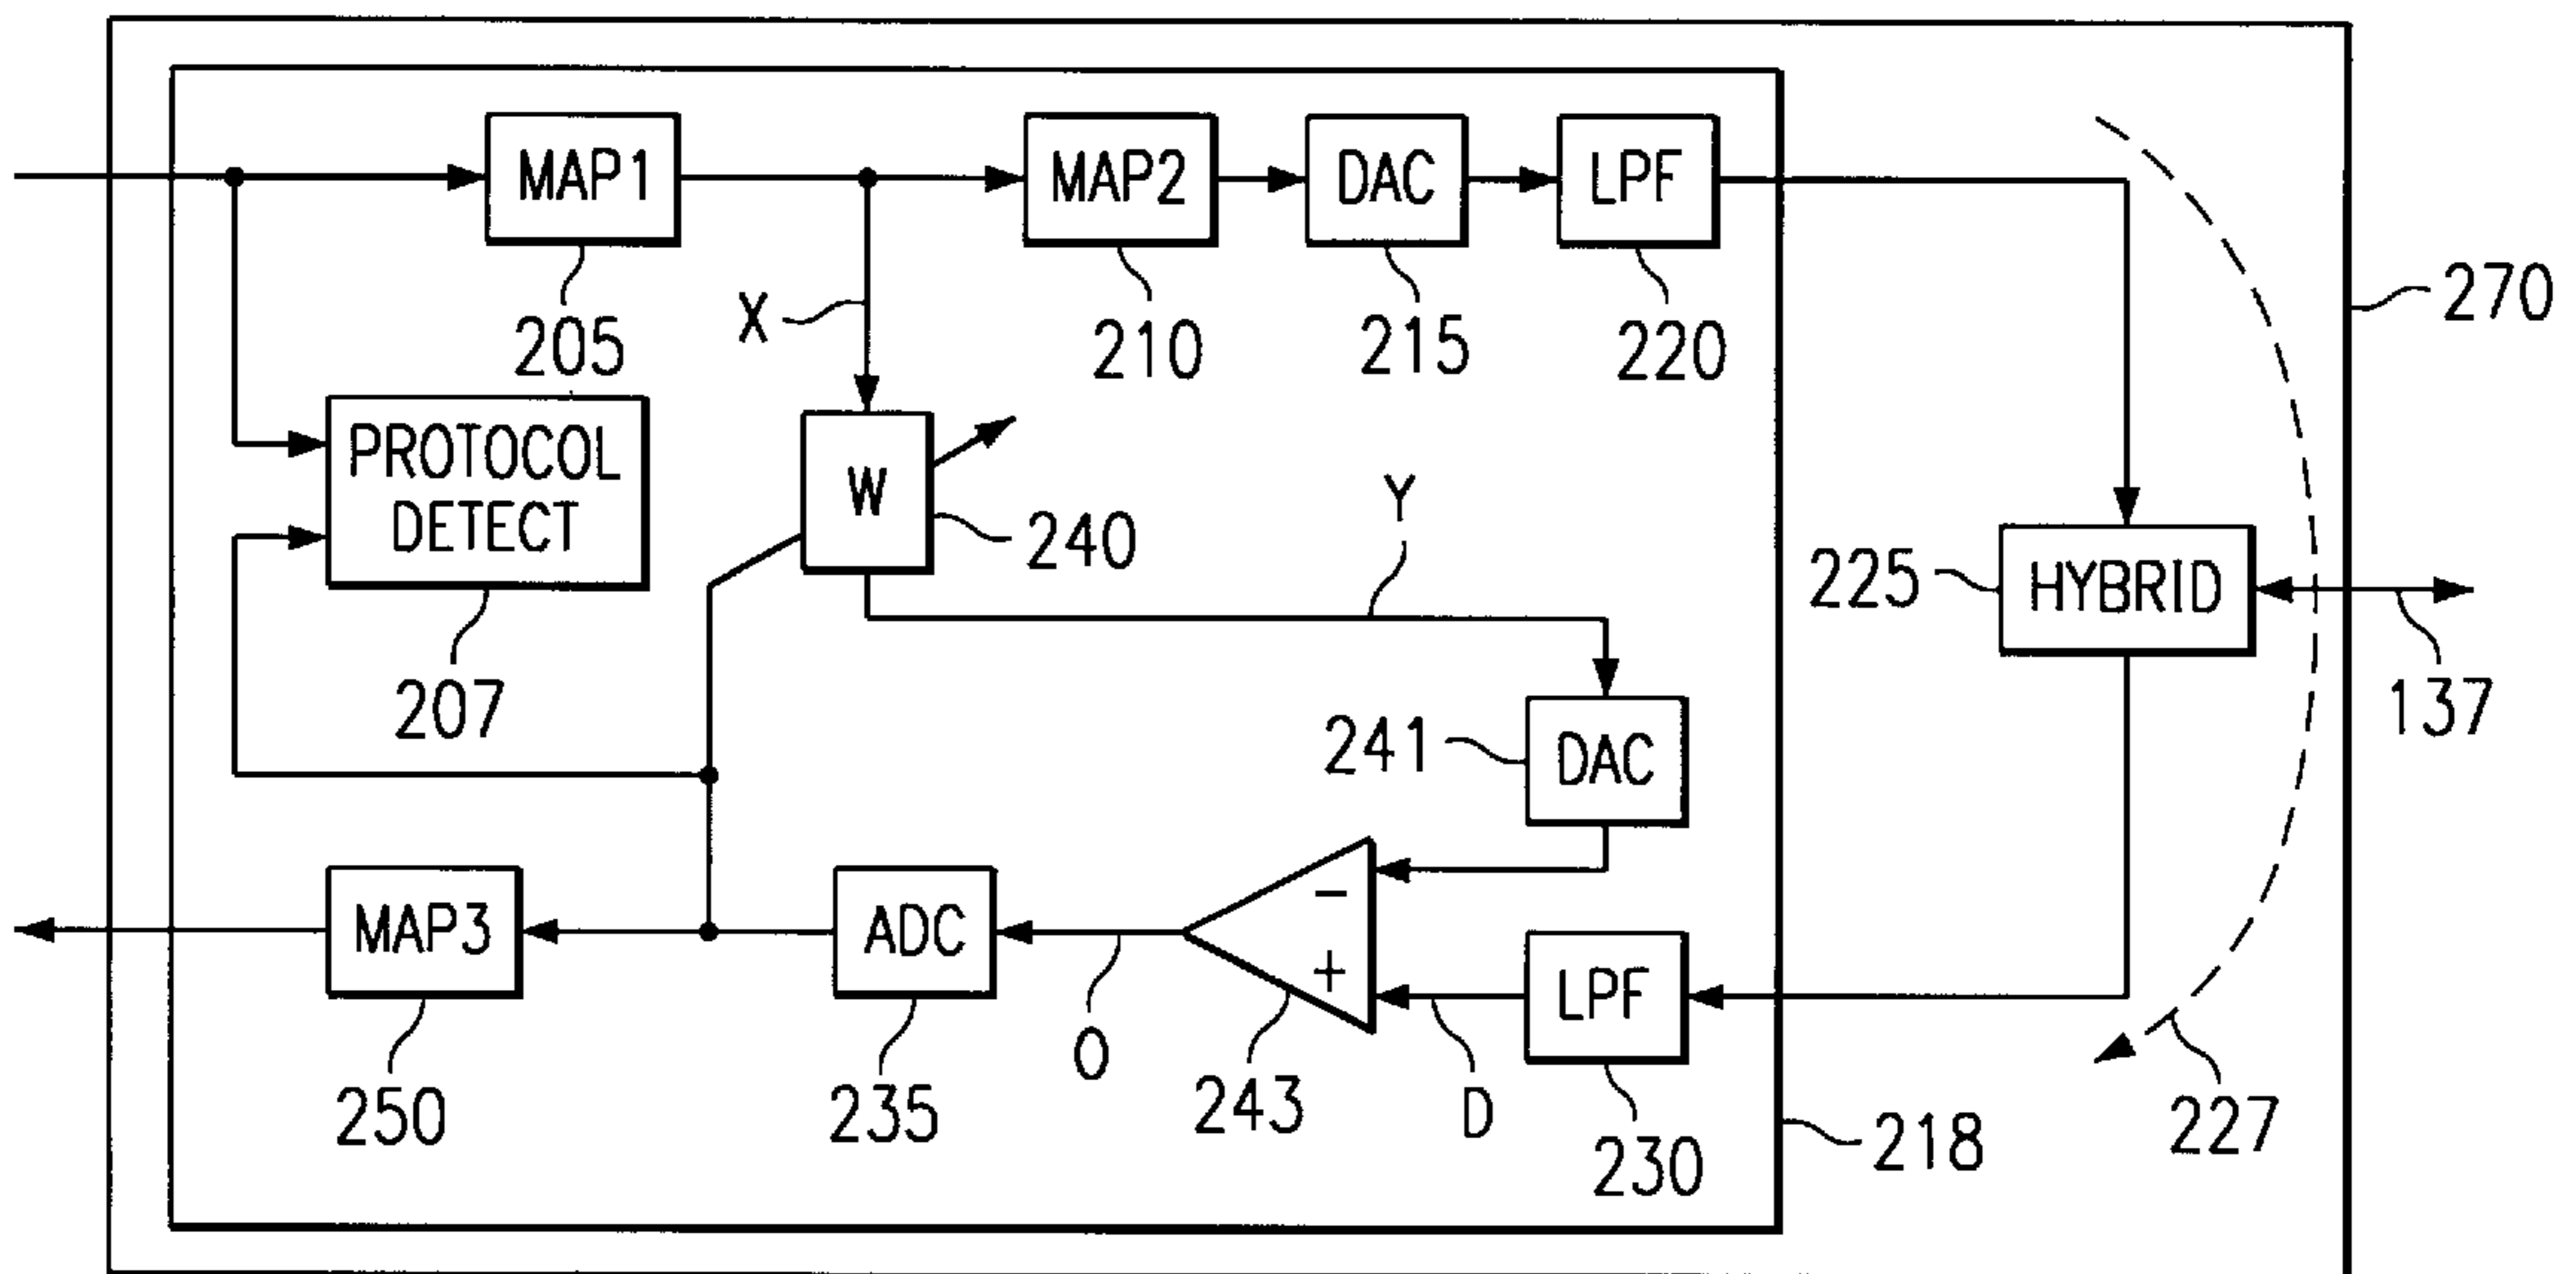 MAP1
MAP2
DAC
LPF
205
X
210
215
220
270
PROTOCOL
DETECT
W
240
Y
225
HYBRID
207
241
DAC
137
MAP3
ADC
-
+
LPF
250
235
O
243
D
230
218
227